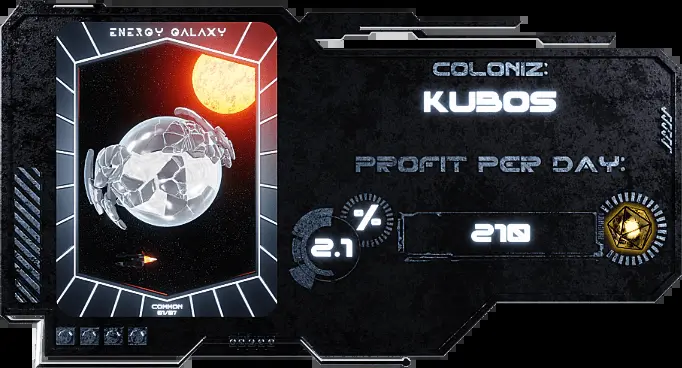 ENERGY GALAXY
COLONIZ:
KUBOS
PROFIT PER DAY:
2.1 %
210
COMMON